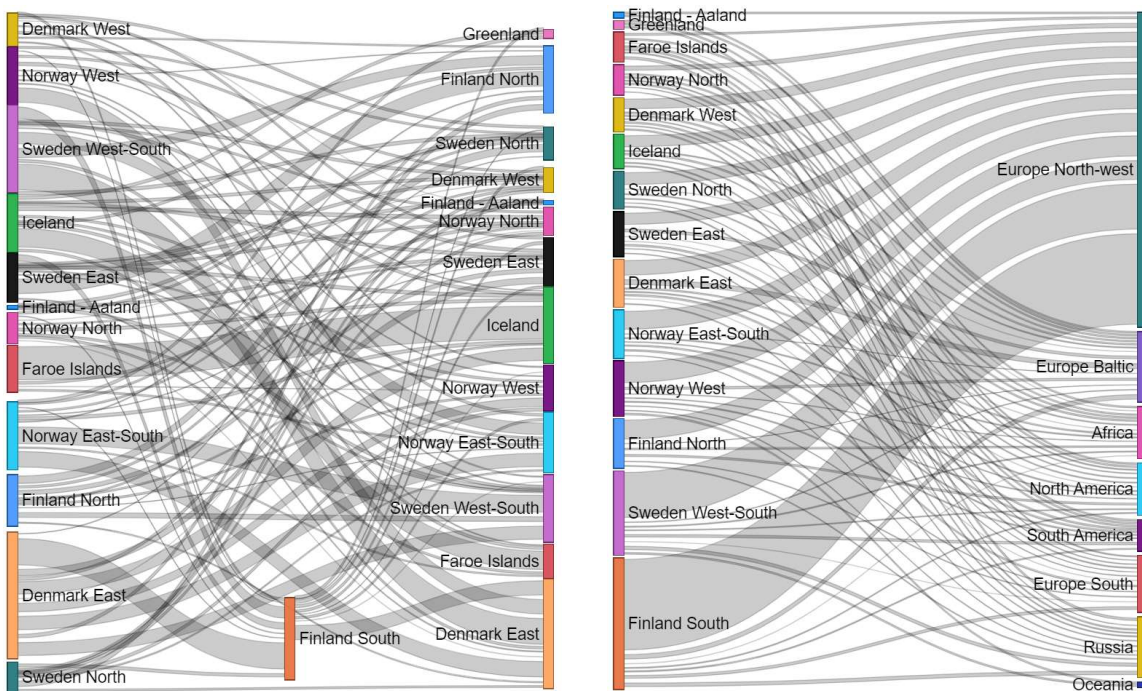 Denmark West
Norway West
Sweden West-South
Iceland
Sweden East
Finland - Aaland
Norway North
Faroe Islands
Norway East-South
Finland North
Denmark East
Sweden North
Finland South
Greenland
Finland North
Sweden North
Denmark West
Finland - Aaland
Norway North
Sweden East
Iceland
Norway West
Norway East-South
Sweden West-South
Faroe Islands
Denmark East
Finland - Aaland
Greenland
Faroe Islands
Norway North
Denmark West
Iceland
Sweden North
Sweden East
Denmark East
Norway East-South
Norway West
Finland North
Sweden West-South
Finland South
Europe North-west
Europe Baltic
Africa
North America
South America
Europe South
Russia
Oceania